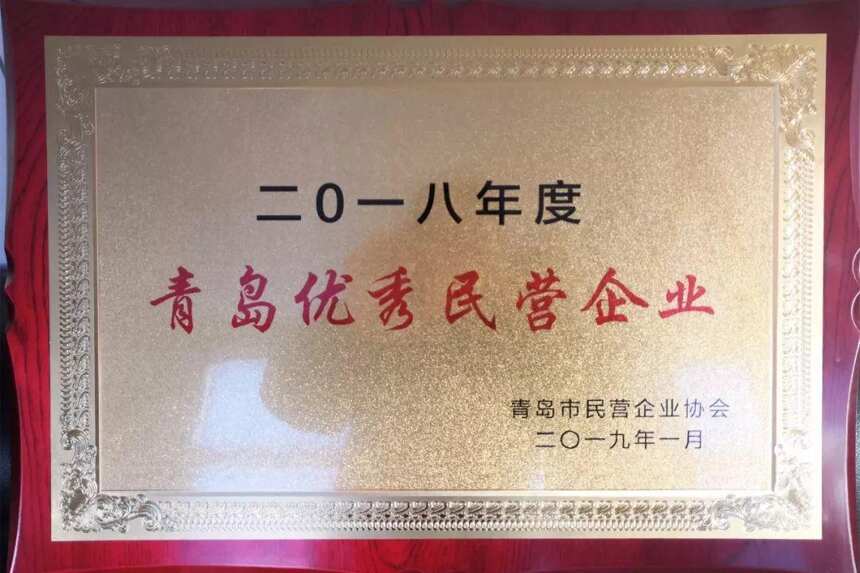 二0一八年度
青岛优秀民营企业
青岛市民营企业协会
二〇一九年一月